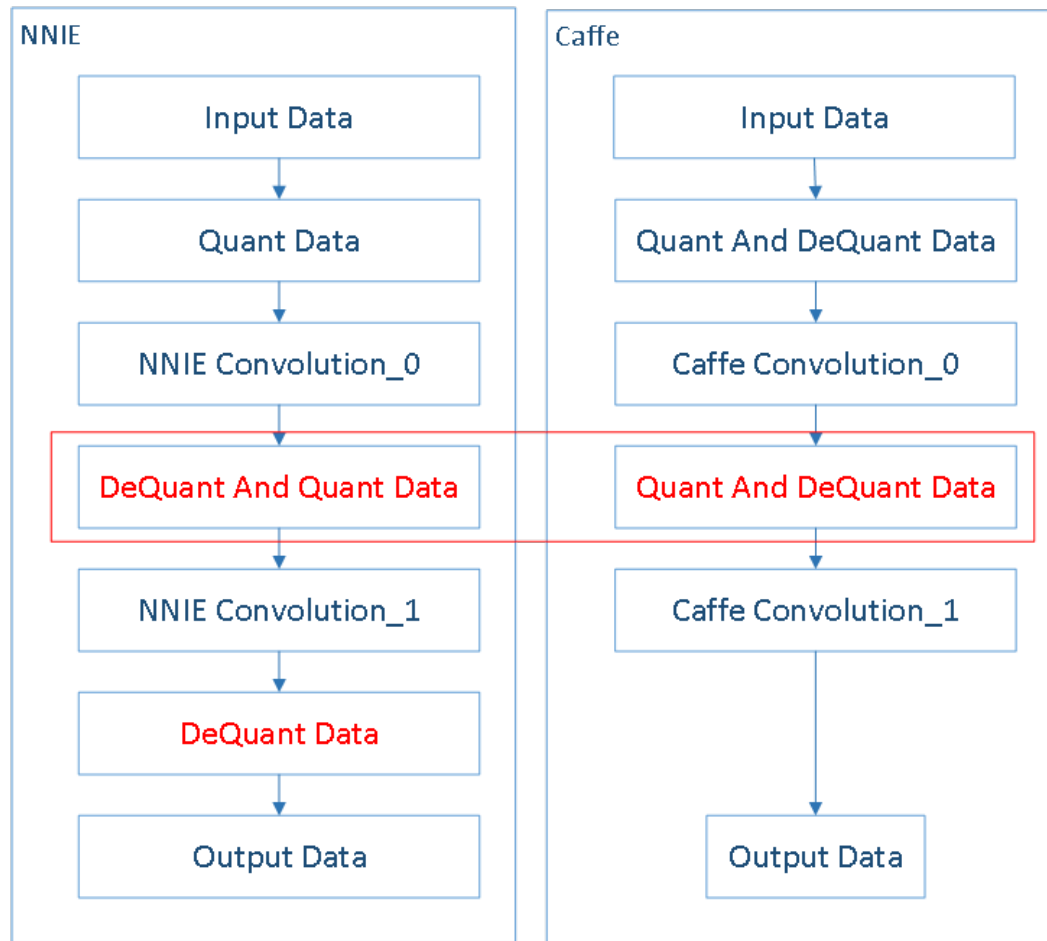 NNIE
Input Data
Quant Data
NNIE Convolution_0
DeQuant And Quant Data
NNIE Convolution_1
DeQuant Data
Output Data
Caffe
Input Data
Quant And DeQuant Data
Caffe Convolution_0
Quant And DeQuant Data
Caffe Convolution_1
Output Data